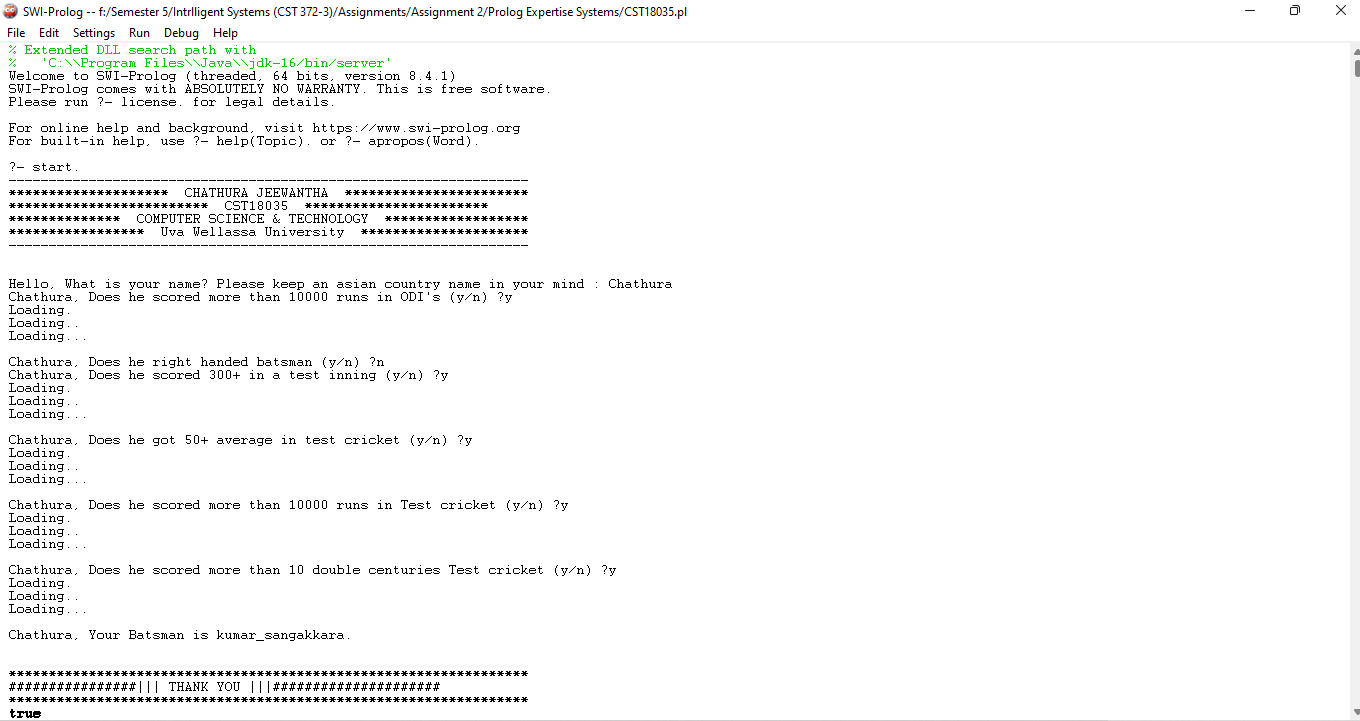 SWI-Prolog -- f:/Semester 5/Intrlligent Systems (CST 372-3)/Assignments/Assignment 2/Prolog Expertise Systems/CST18035.pl
File Edit Settings Run Debug Help
% Extended DLL search path with
%   'C:\\Program Files\\Java\\jdk-16/bin/server'
Welcome to SWI-Prolog (threaded, 64 bits, version 8.4.1)
SWI-Prolog comes with ABSOLUTELY NO WARRANTY. This is free software.
Please run ?- license. for legal details.
For online help and background, visit https://www.swi-prolog.org
For built-in help, use ?- help(Topic). or ?- apropos(Word).
?- start.
-----------------------------------------------------------------
******************** CHATHURA JEEWANTHA ***********************
************************* CST18035 ***********************
************** COMPUTER SCIENCE & TECHNOLOGY ******************
***************** Uva Wellassa University *********************
-----------------------------------------------------------------
Hello, What is your name? Please keep an asian country name in your mind : Chathura
Chathura, Does he scored more than 10000 runs in ODI's (y/n) ?y
Loading.
Loading..
Loading...
Chathura, Does he right handed batsman (y/n) ?n
Chathura, Does he scored 300+ in a test inning (y/n) ?y
Loading.
Loading..
Loading...
Chathura, Does he got 50+ average in test cricket (y/n) ?y
Loading.
Loading..
Loading...
Chathura, Does he scored more than 10000 runs in Test cricket (y/n) ?y
Loading.
Loading..
Loading...
Chathura, Does he scored more than 10 double centuries Test cricket (y/n) ?y
Loading.
Loading..
Loading...
Chathura, Your Batsman is kumar_sangakkara.
*****************************************************************
################||| THANK YOU |||#####################
*****************************************************************
true